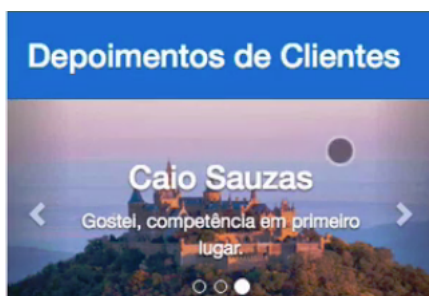 Depoimentos de Clientes
Caio Sauzas
Gostei, competência em primeiro
lugar.